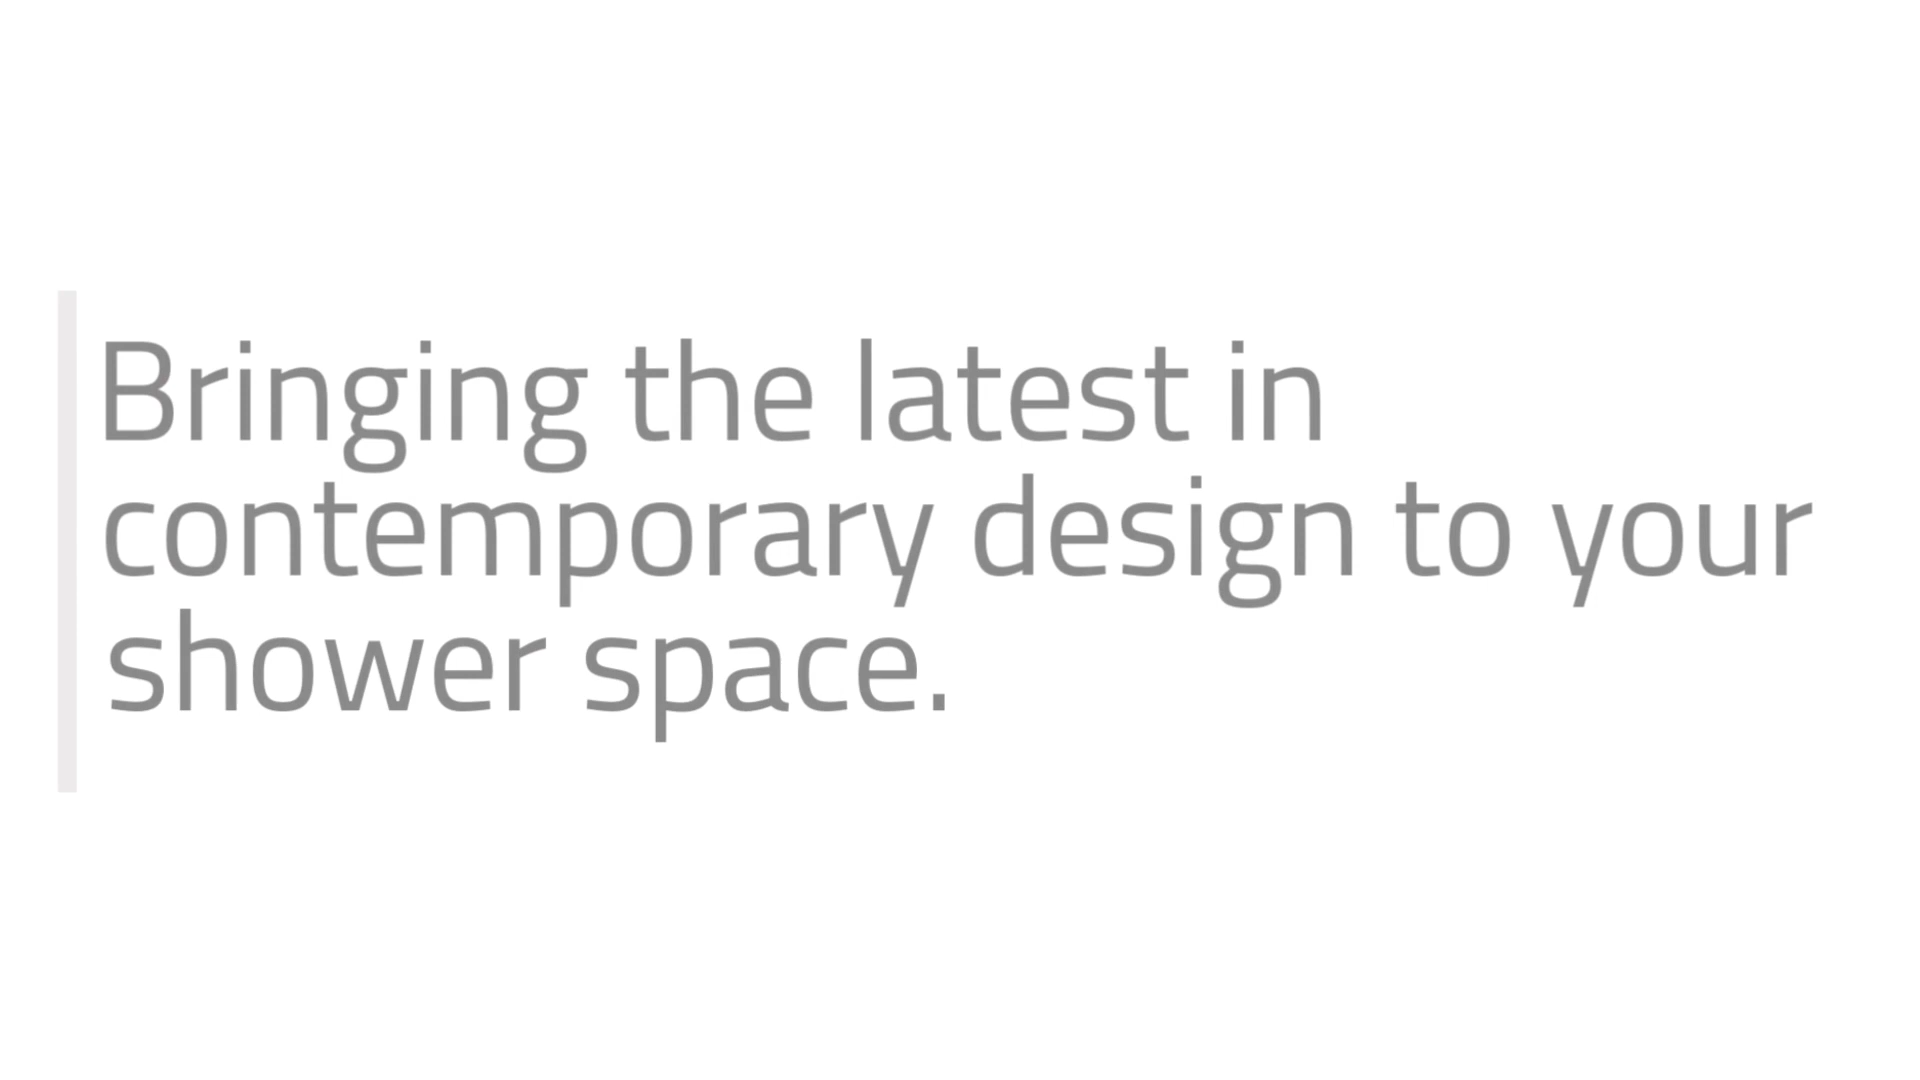 Bringing the latest in
contemporary design to your
shower space.